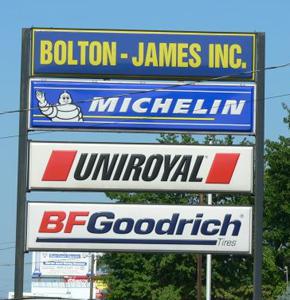 BOLTON - JAMES INC.
MICHELIN
UNIROYAL®
BFGoodrich®
Tires